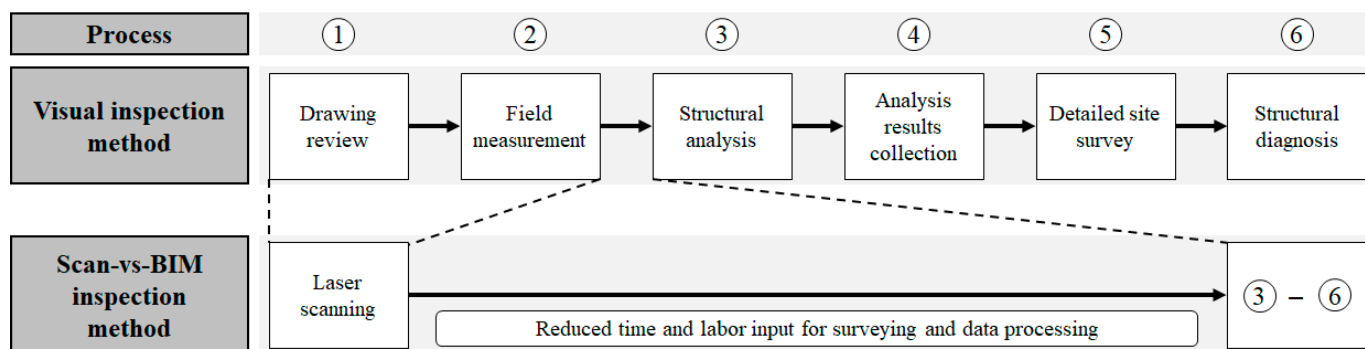 Process
①
②
③
④
⑤
⑥
Visual inspection
method
Drawing
review
Field
measurement
Structural
analysis
Analysis
results
collection
Detailed site
survey
Structural
diagnosis
Scan-vs-BIM
inspection
method
Laser
scanning
③ – ⑥
Reduced time and labor input for surveying and data processing